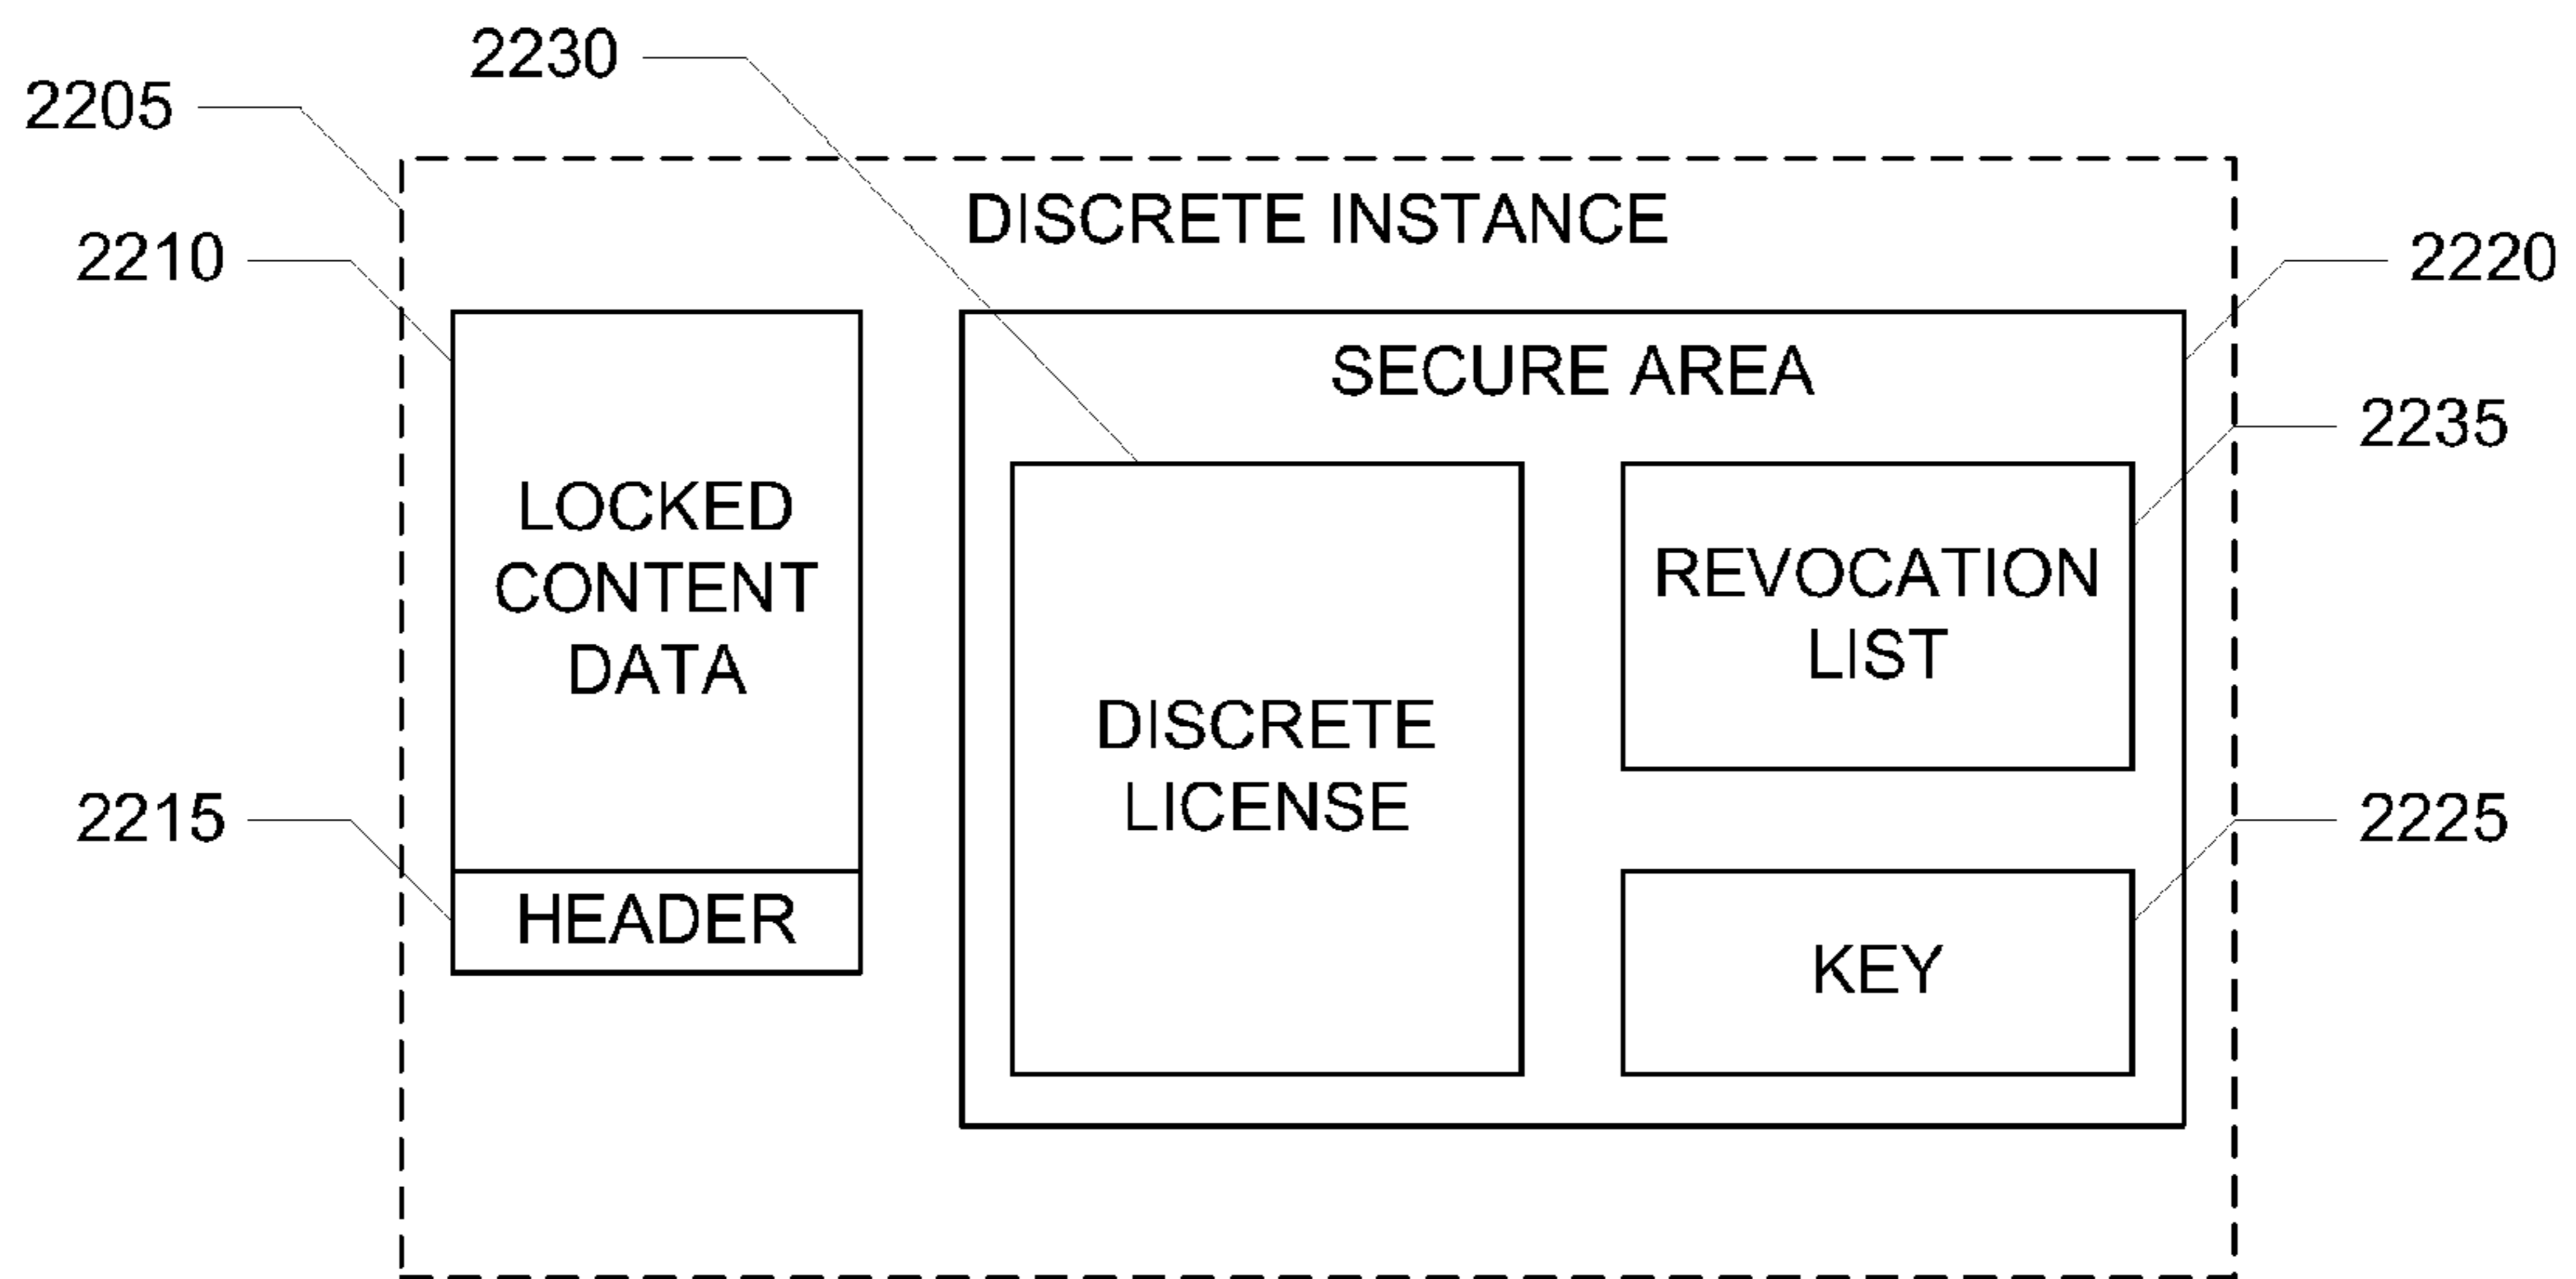 2230
2205
DISCRETE INSTANCE
2210
2220
SECURE AREA
2235
LOCKED
CONTENT
DATA
REVOCATION
LIST
DISCRETE
LICENSE
2215
2225
HEADER
KEY